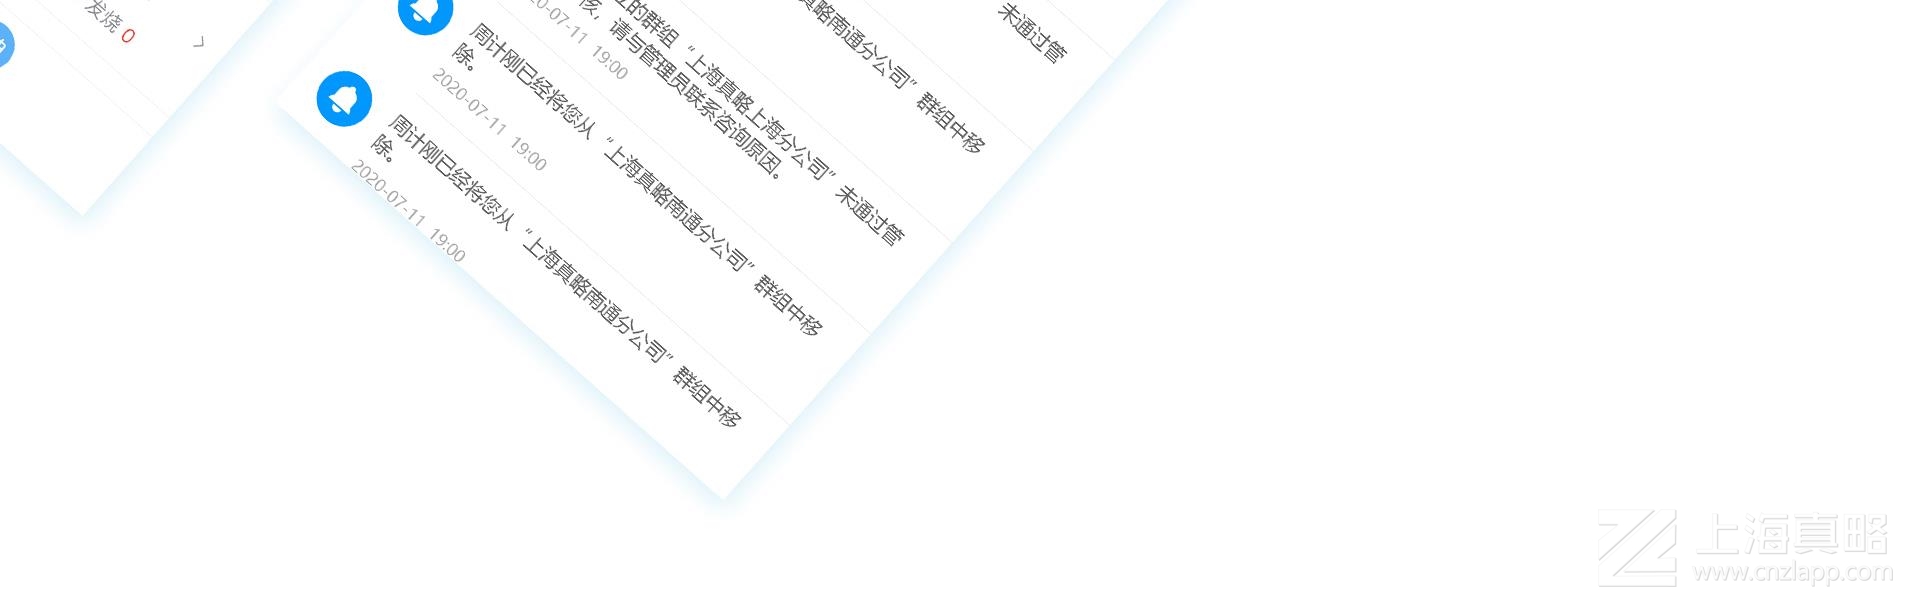 发烧 0
未通过管
真略南通分公司” 群组中移
的群组 “上海真略上海分公司” 未通过管
核，请与管理员联系咨询原因。
20-07-11 19:00
周计刚已经将您从 “上海真略南通分公司” 群组中移
除。
2020-07-11 19:00
周计刚已经将您从 “上海真略南通分公司” 群组中移
除。
2020-07-11 19:00
上海真略
www.cnzlapp.com